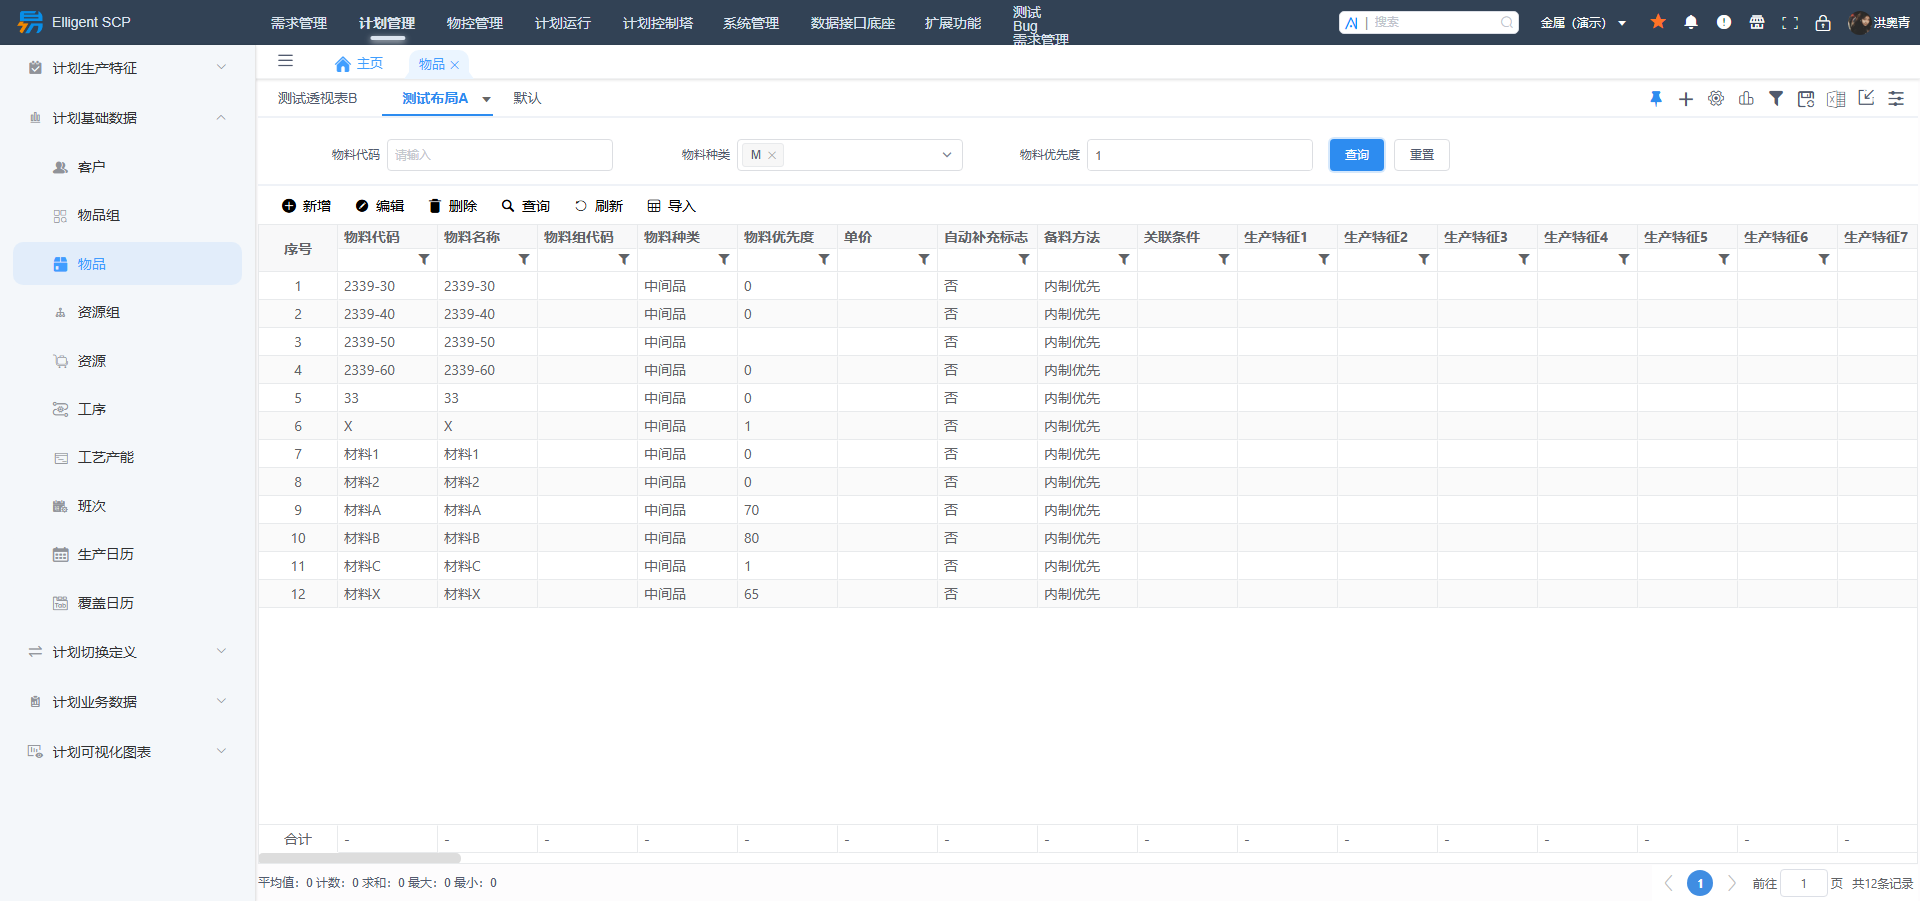 Elligent SCP
需求管理 计划管理 物控管理 计划运行 计划控制塔 系统管理 数据接口底座 扩展功能 测试
Bug
需求管理
AI | 搜索
金属（演示）
洪奥青
计划生产特征
计划基础数据
客户
物品组
物品
资源组
资源
工序
工艺产能
班次
生产日历
覆盖日历
计划切换定义
计划业务数据
计划可视化图表
主页 物品
测试透视表B 测试布局A 默认
物料代码 请输入 物料种类 M 物料优先度 1 查询 重置
新增 编辑 删除 查询 刷新 导入
序号 物料代码 物料名称 物料组代码 物料种类 物料优先度 单价 自动补充标志 备料方法 关联条件 生产特征1 生产特征2 生产特征3 生产特征4 生产特征5 生产特征6 生产特征7
1 2339-30 2339-30 中间品 0 否 内制优先
2 2339-40 2339-40 中间品 0 否 内制优先
3 2339-50 2339-50 中间品 否 内制优先
4 2339-60 2339-60 中间品 0 否 内制优先
5 33 33 中间品 0 否 内制优先
6 X X 中间品 1 否 内制优先
7 材料1 材料1 中间品 0 否 内制优先
8 材料2 材料2 中间品 0 否 内制优先
9 材料A 材料A 中间品 70 否 内制优先
10 材料B 材料B 中间品 80 否 内制优先
11 材料C 材料C 中间品 1 否 内制优先
12 材料X 材料X 中间品 65 否 内制优先
合计 - - - - - - - - - - - - - - - -
平均值：0 计数：0 求和：0 最大：0 最小：0
1 前往 1 页 共12条记录